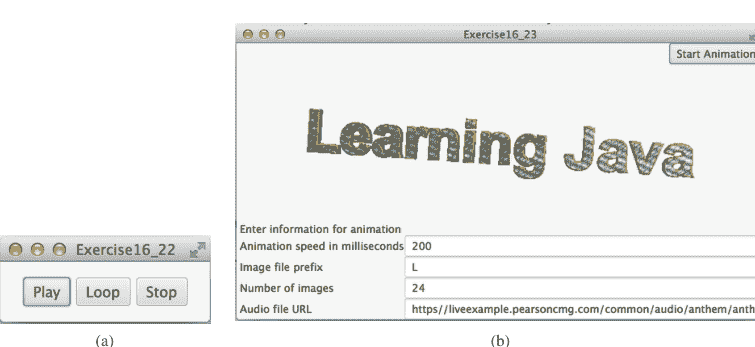 Exercise16_23
Start Animation
Learning Java
Enter information for animation
Animation speed in milliseconds 200
Image file prefix L
Number of images 24
Audio file URL https://liveexample.pearsoncmg.com/common/audio/anthem/anth
Exercise16_22
Play Loop Stop
(a) (b)